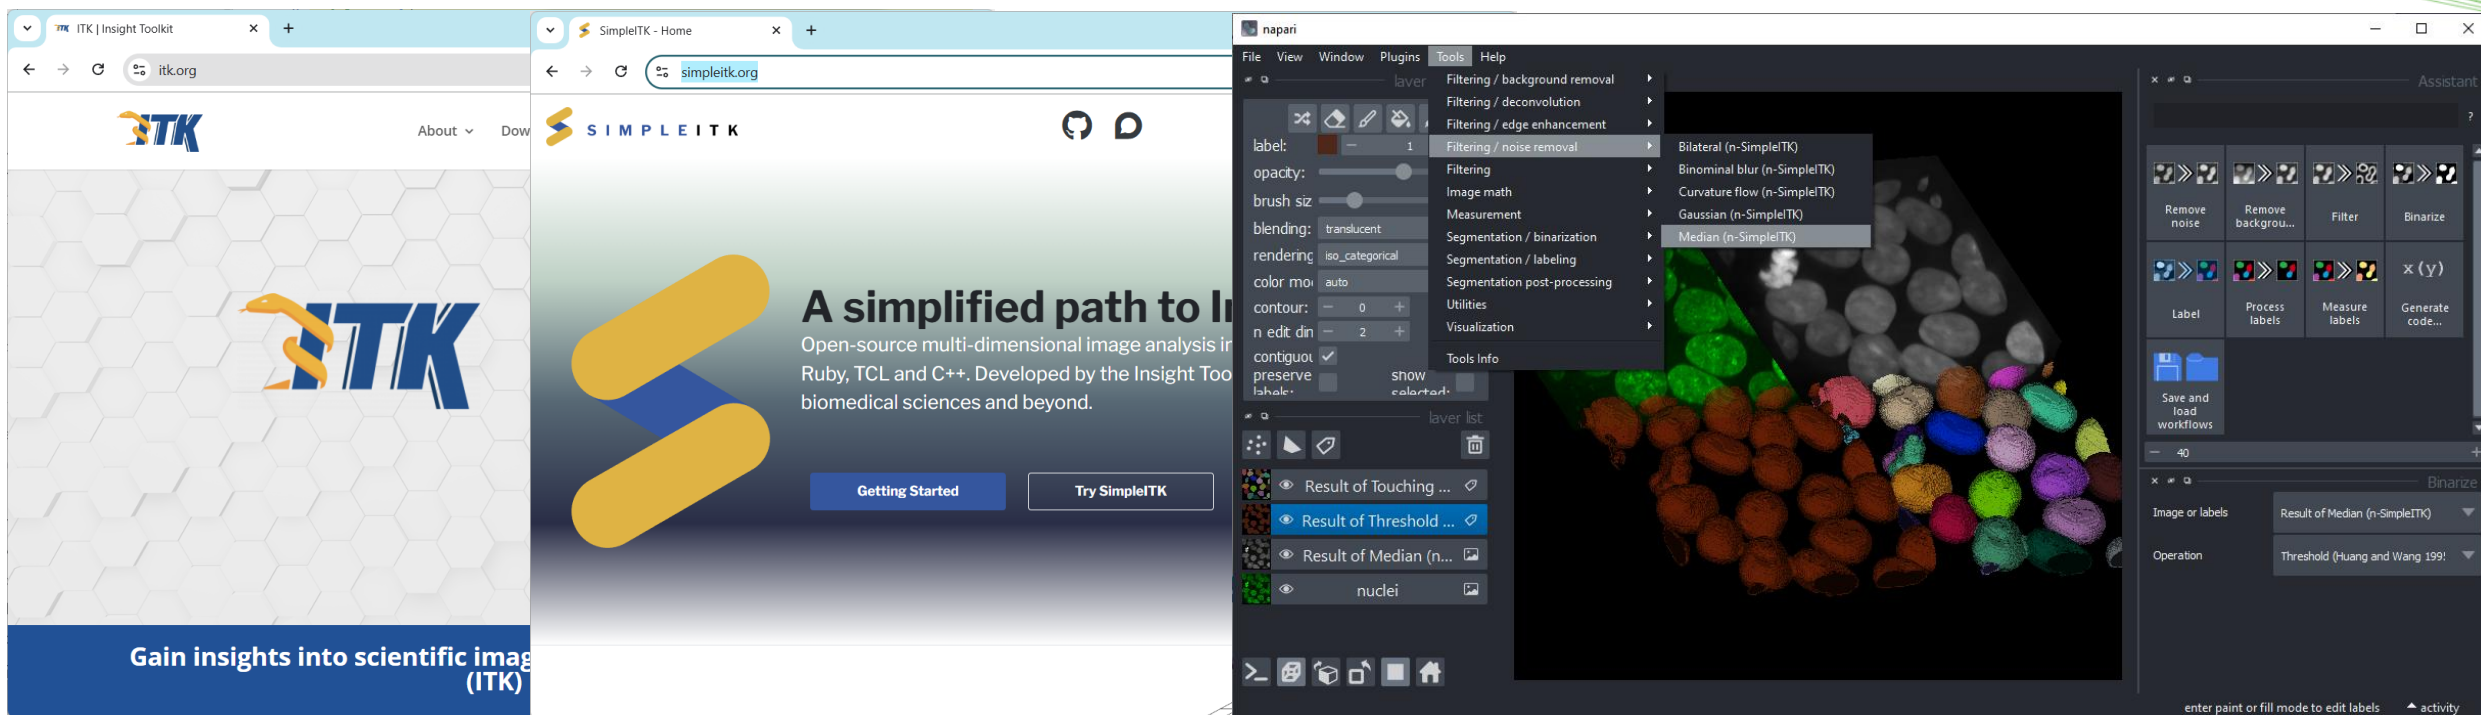 ITK | Insight Toolkit
itk.org
ITK
About
Dow
ITK
Gain insights into scientific imag
(ITK)
SimpleITK - Home
simpleitk.org
SIMPLEITK
A simplified path to I
Open-source multi-dimensional image analysis in
Ruby, TCL and C++. Developed by the Insight Too
biomedical sciences and beyond.
Getting Started
Try SimpleITK
napari
File View Window Plugins Tools Help
layer
label: 1
opacity:
brush siz
blending: translucent
rendering iso_categorical
color mo auto
contour: 0
n edit din 2
contiguou
preserve
labels:
show
selected:
layer list
Result of Touching ...
Result of Threshold ...
Result of Median (n...
nuclei
Filtering / background removal
Filtering / deconvolution
Filtering / edge enhancement
Filtering / noise removal
Filtering
Image math
Measurement
Segmentation / binarization
Segmentation / labeling
Segmentation post-processing
Utilities
Visualization
Tools Info
Bilateral (n-SimpleITK)
Binominal blur (n-SimpleITK)
Curvature flow (n-SimpleITK)
Gaussian (n-SimpleITK)
Median (n-SimpleITK)
Assistant
?
Remove
noise
Remove
backgrou...
Filter
Binarize
Label
Process
labels
Measure
labels
x(y)
Generate
code...
Save and
load
workflows
40
Binarize
Image or labels
Result of Median (n-SimpleITK)
Operation
Threshold (Huang and Wang 199!
enter paint or fill mode to edit labels
activity